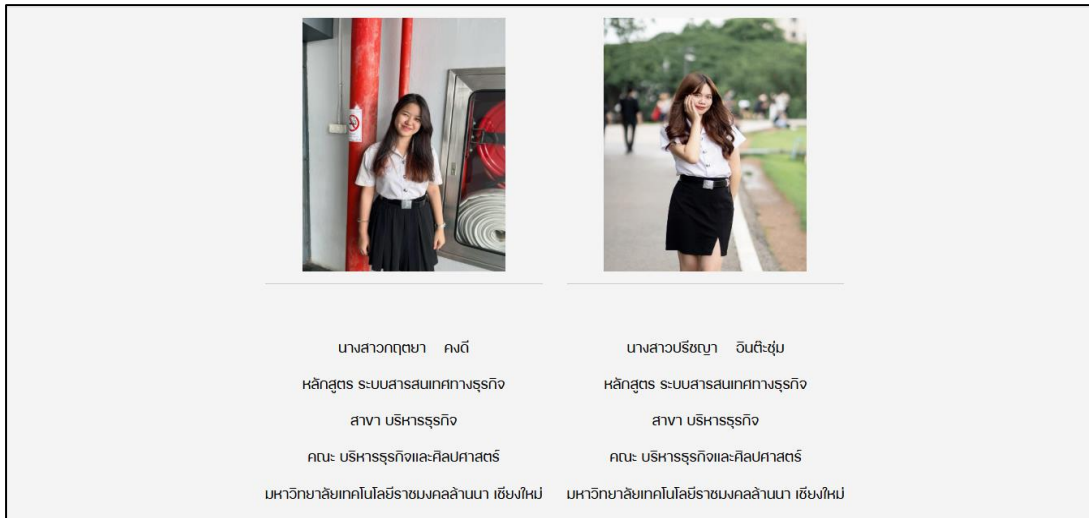 นางสาวกฤตยา คงดี
หลักสูตร ระบบสารสนเทศทางธุรกิจ
สาขา บริหารธุรกิจ
คณะ บริหารธุรกิจและศิลปศาสตร์
มหาวิทยาลัยเทคโนโลยีราชมงคลล้านนา เชียงใหม่
นางสาวปรีชญา อินต๊ะชุ่ม
หลักสูตร ระบบสารสนเทศทางธุรกิจ
สาขา บริหารธุรกิจ
คณะ บริหารธุรกิจและศิลปศาสตร์
มหาวิทยาลัยเทคโนโลยีราชมงคลล้านนา เชียงใหม่